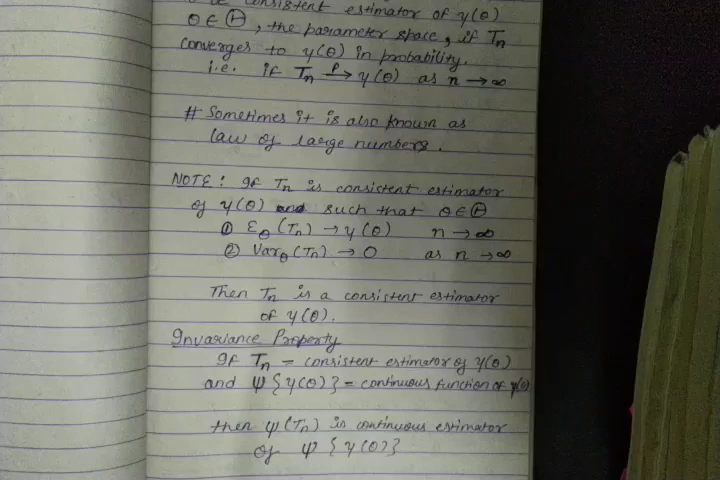 consistent estimator of γ(θ)
θ ∈ Ⓗ, the parameter space, if Tn
converges to γ(θ) in probability.
i.e. if Tn →ᵖ γ(θ) as n → ∞
# Sometimes it is also known as
law of large numbers.
NOTE: If Tn is consistent estimator
of γ(θ) and such that θ ∈ Ⓗ
① Eθ(Tn) → γ(θ) n → ∞
② Varθ(Tn) → 0 as n → ∞
Then Tn is a consistent estimator
of γ(θ).
Invariance Property
If Tn = consistent estimator of γ(θ)
and ψ{γ(θ)} = continuous function of γ(θ)
then ψ(Tn) is continuous estimator
of ψ{γ(θ)}